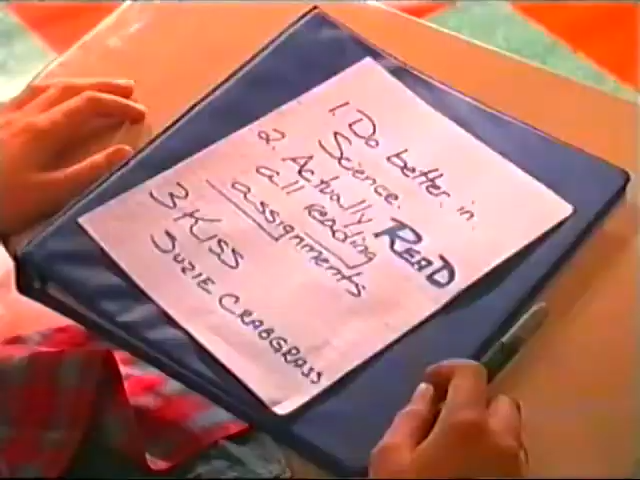 1. Do better in
Science.
2. Actually READ
all reading
assignments
3 Kiss
SUZIE CRABGRASS